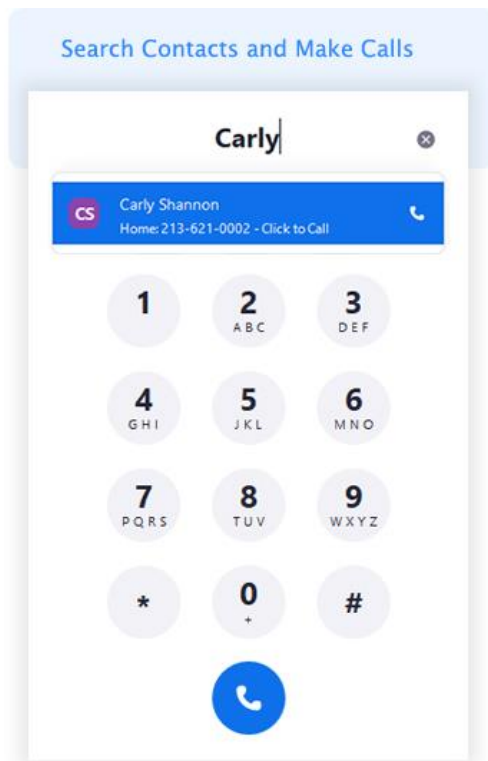 Search Contacts and Make Calls
Carly
CS
Carly Shannon
Home: 213-621-0002 - Click to Call
1 2 3
ABC DEF
4 5 6
GHI JKL MNO
7 8 9
PQRS TUV WXYZ
* 0 #
+